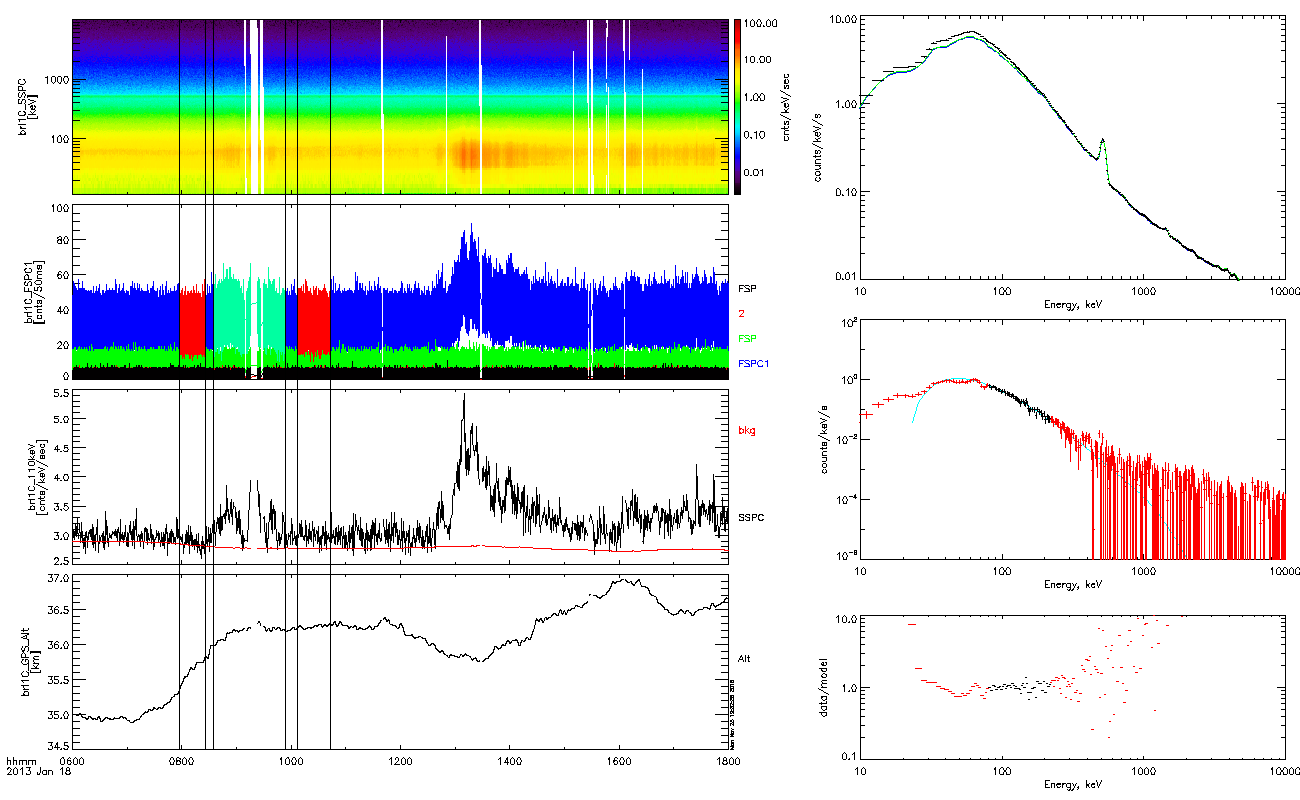 brl1C_SSPC
[keV]
1000
100
100.00
10.00
1.00
0.10
0.01
cnts/keV/sec
brl1C_FSPC1
[cnts/50ms]
100
80
60
40
20
0
FSP
2
FSP
FSPC1
brl1C_110keV
[cnts/keV/sec]
5.5
5.0
4.5
4.0
3.5
3.0
2.5
bkg
SSPC
brl1C_GPS_Alt
[km]
37.0
36.5
36.0
35.5
35.0
34.5
Alt
hhmm
2013 Jan 18
0600
0800
1000
1200
1400
1600
1800
counts/keV/s
10.00
1.00
0.10
0.01
10
100
1000
10000
Energy, keV
counts/keV/s
10²
10⁰
10⁻²
10⁻⁴
10
100
1000
10000
Energy, keV
data/model
10.0
1.0
0.1
10
100
1000
10000
Energy, keV